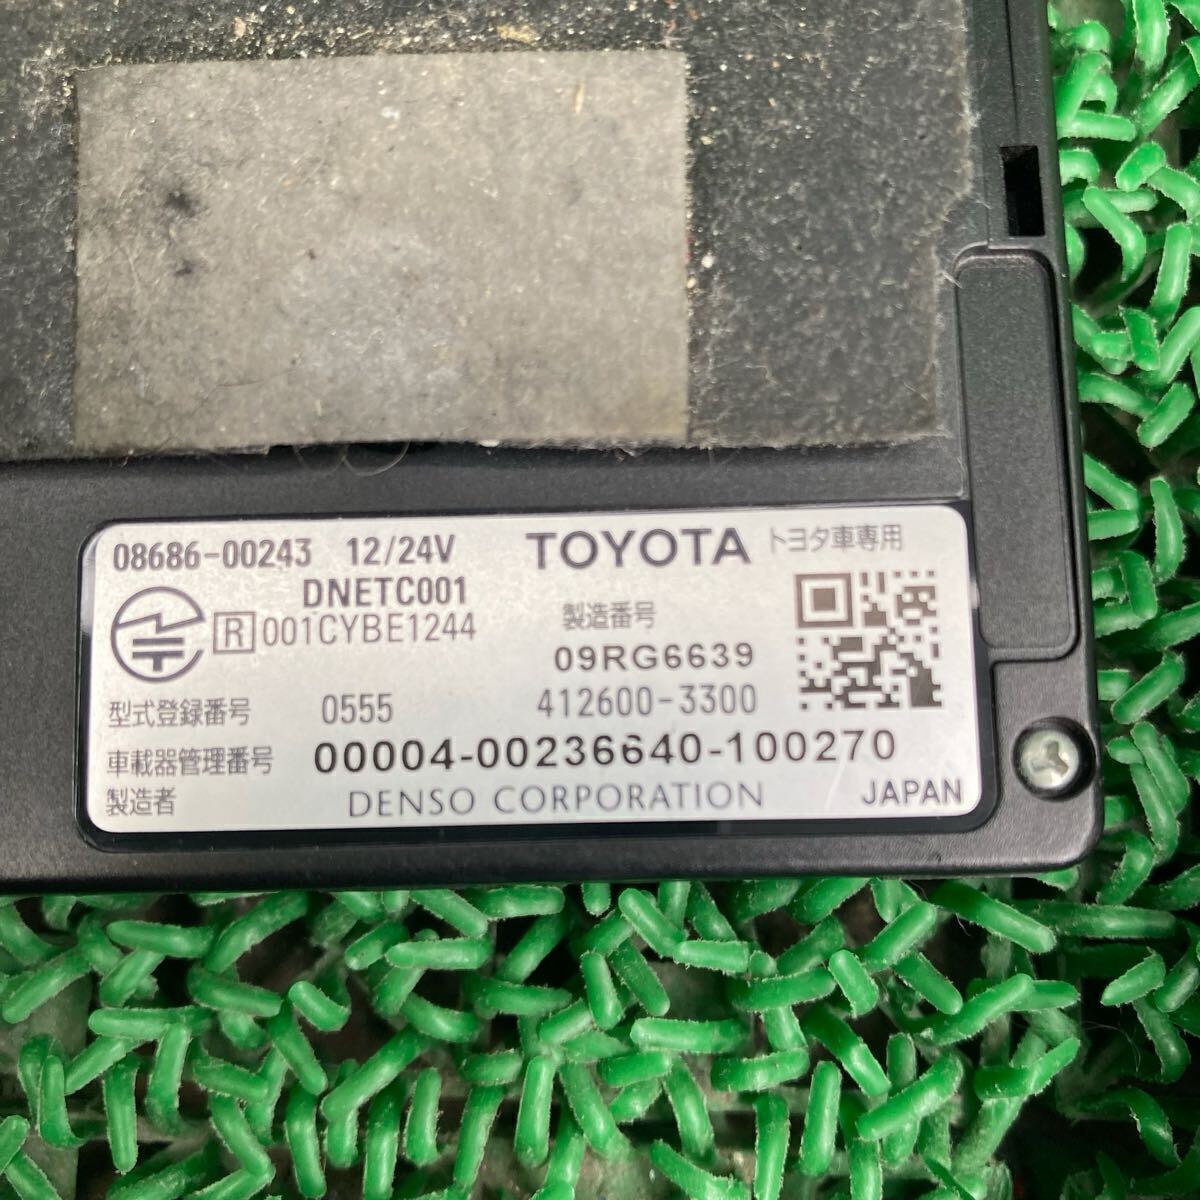 08686-00243 12/24V TOYOTA トヨタ車専用
DNETC001
R 001CYBE1244 製造番号
09RG6639
型式登録番号 0555 412600-3300
車載器管理番号 00004-00236640-100270
製造者 DENSO CORPORATION JAPAN